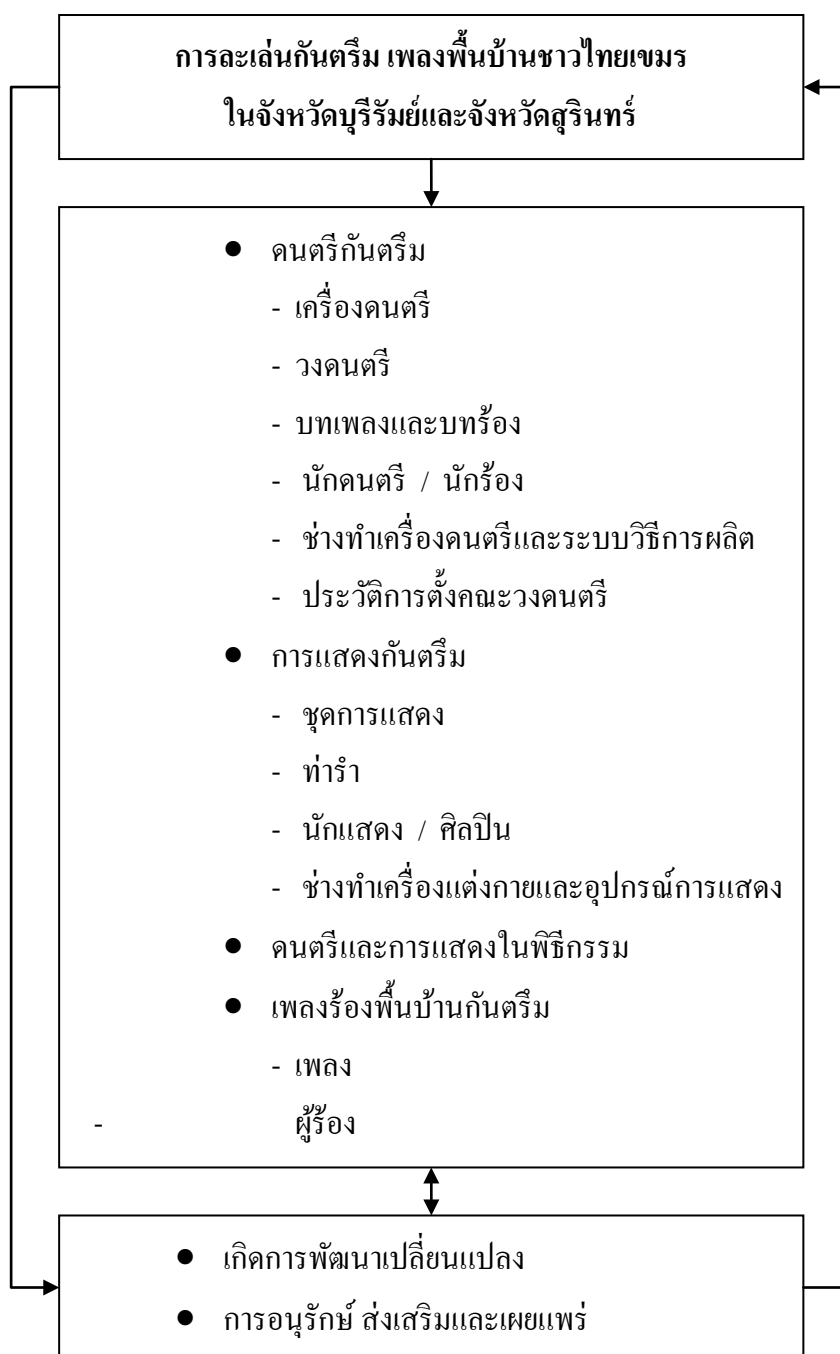 การละเล่นกันตรึม เพลงพื้นบ้านชาวไทยเขมร
ในจังหวัดบุรีรัมย์และจังหวัดสุรินทร์
● ดนตรีกันตรึม
- เครื่องดนตรี
- วงดนตรี
- บทเพลงและบทร้อง
- นักดนตรี / นักร้อง
- ช่างทำเครื่องดนตรีและระบบวิธีการผลิต
- ประวัติการตั้งคณะวงดนตรี
● การแสดงกันตรึม
- ชุดการแสดง
- ท่ารำ
- นักแสดง / ศิลปิน
- ช่างทำเครื่องแต่งกายและอุปกรณ์การแสดง
● ดนตรีและการแสดงในพิธีกรรม
● เพลงร้องพื้นบ้านกันตรึม
- เพลง
- ผู้ร้อง
● เกิดการพัฒนาเปลี่ยนแปลง
● การอนุรักษ์ ส่งเสริมและเผยแพร่